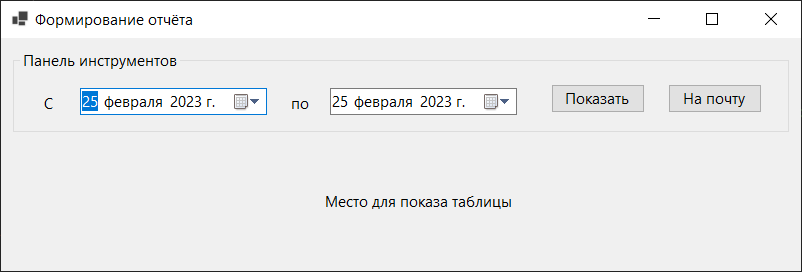 Формирование отчёта
Панель инструментов
С 25 февраля 2023 г. по 25 февраля 2023 г. Показать На почту
Место для показа таблицы